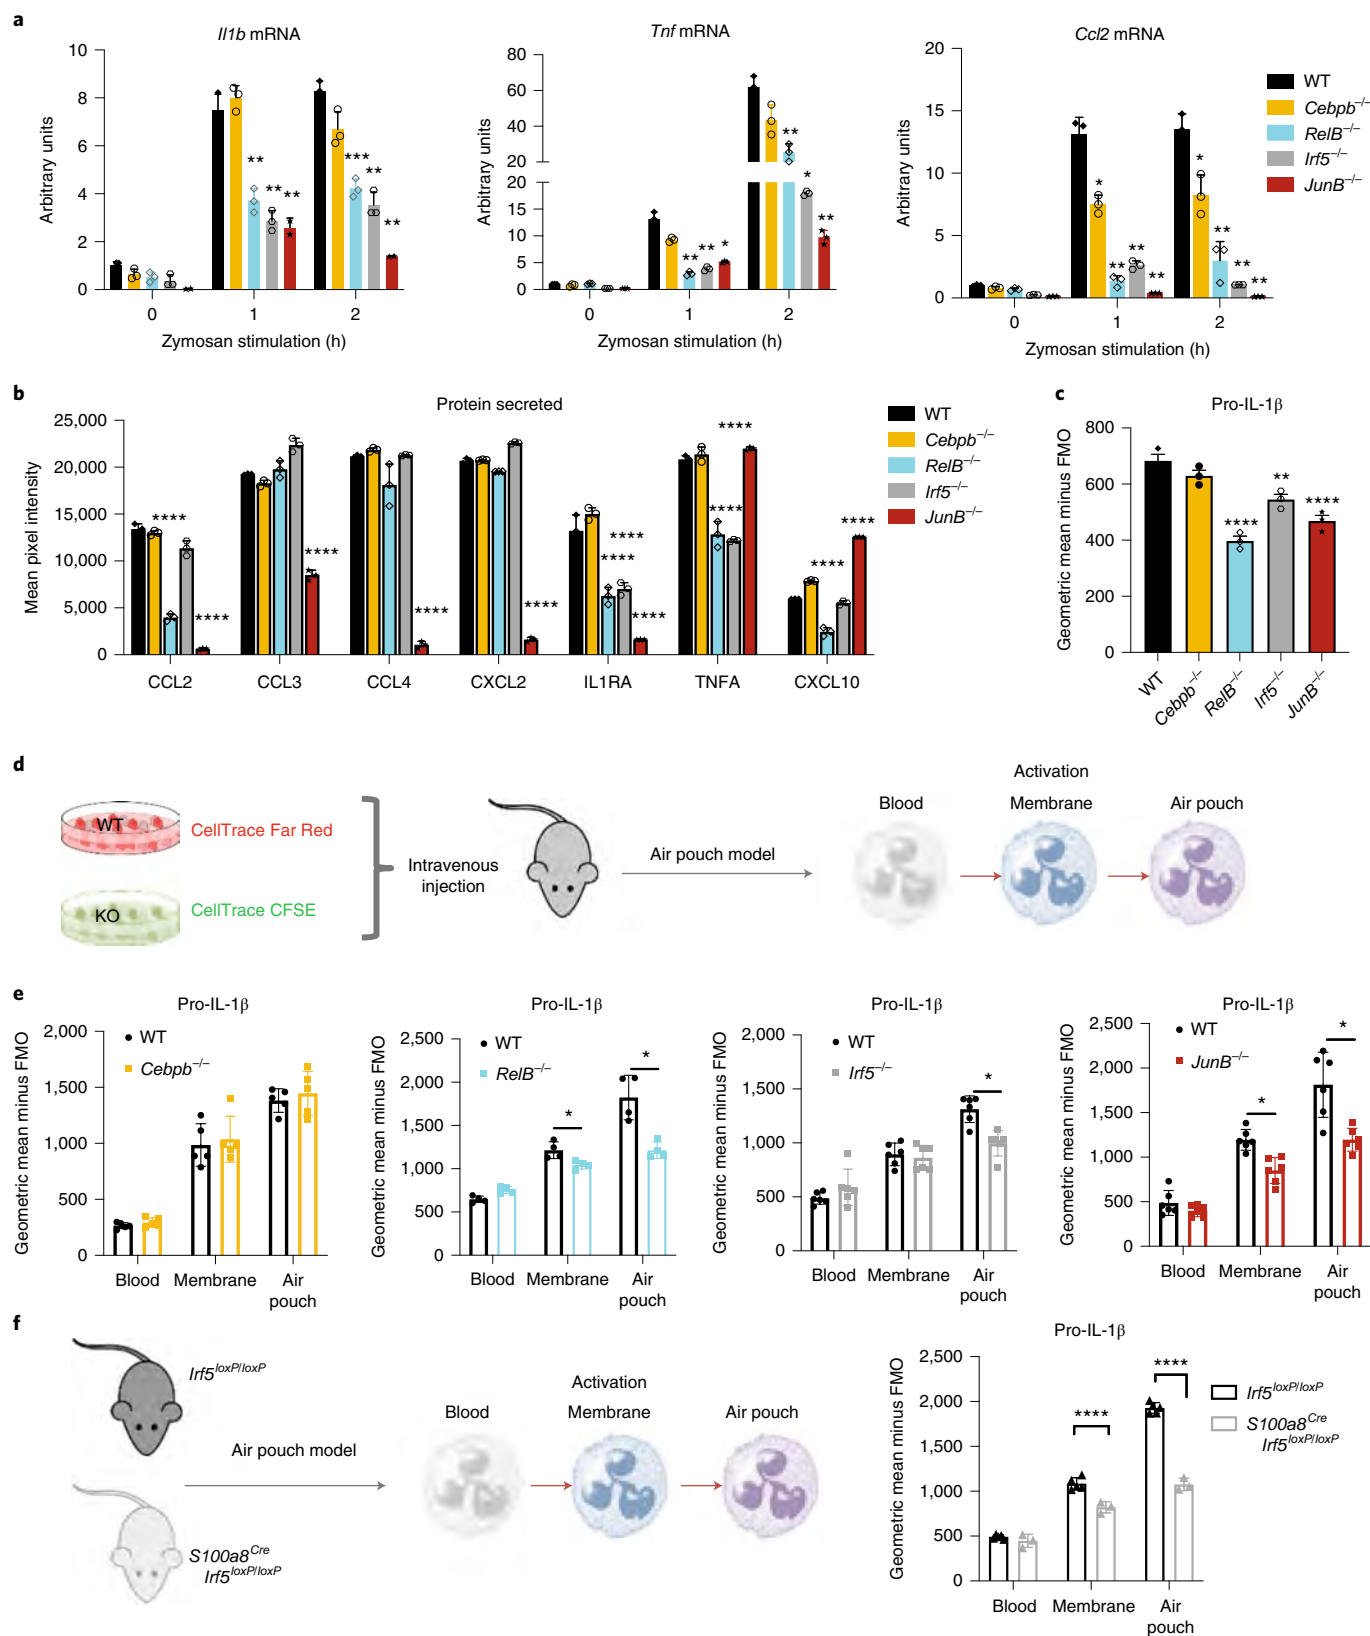 a
Il1b mRNA
Tnf mRNA
Ccl2 mRNA
Arbitrary units
10
8
6
4
2
0
** ** **
*** ** **
0 1 2
Zymosan stimulation (h)
Arbitrary units
80
60
40
20
20
15
10
5
0
** ** *
** * **
0 1 2
Zymosan stimulation (h)
Arbitrary units
20
15
10
5
0
* ** ** **
* ** ** **
0 1 2
Zymosan stimulation (h)
WT
Cebpb–/–
RelB–/–
Irf5–/–
JunB–/–
b
Protein secreted
Mean pixel intensity
25,000
20,000
15,000
10,000
5,000
0
**** ****
****
****
****
**** **** ****
**** ****
**** ****
CCL2 CCL3 CCL4 CXCL2 IL1RA TNFA CXCL10
WT
Cebpb–/–
RelB–/–
Irf5–/–
JunB–/–
c
Pro-IL-1β
Geometric mean minus FMO
800
600
400
200
0
**** ** ****
WT Cebpb–/– RelB–/– Irf5–/– JunB–/–
d
WT
CellTrace Far Red
KO
CellTrace CFSE
Intravenous
injection
Air pouch model
Activation
Blood Membrane Air pouch
e
Pro-IL-1β
Geometric mean minus FMO
2,000
1,500
1,000
500
0
WT
Cebpb–/–
Blood Membrane Air
pouch
Pro-IL-1β
Geometric mean minus FMO
2,500
2,000
1,500
1,000
500
0
WT
RelB–/–
* *
Blood Membrane Air
pouch
Pro-IL-1β
Geometric mean minus FMO
2,000
1,500
1,000
500
0
WT
Irf5–/–
*
Blood Membrane Air
pouch
Pro-IL-1β
Geometric mean minus FMO
2,500
2,000
1,500
1,000
500
0
WT
JunB–/–
* *
Blood Membrane Air
pouch
f
Irf5loxP/loxP
S100a8Cre
Irf5loxP/loxP
Air pouch model
Activation
Blood Membrane Air pouch
Pro-IL-1β
Geometric mean minus FMO
2,500
2,000
1,500
1,000
500
0
**** ****
Blood Membrane Air
pouch
Irf5loxP/loxP
S100a8Cre
Irf5loxP/loxP